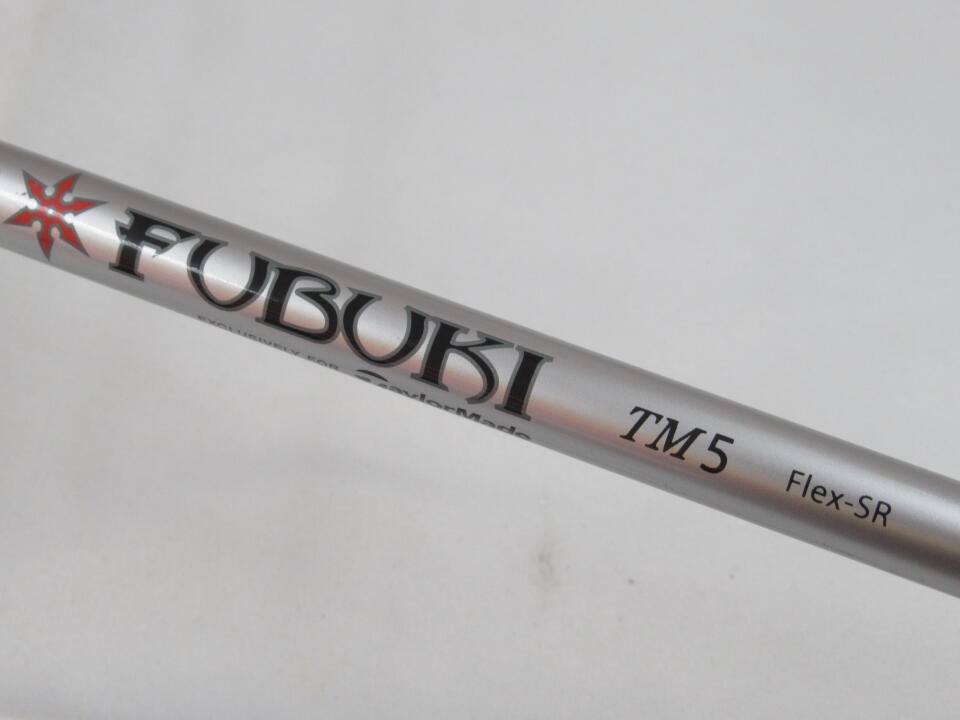 FUBUKI
EXCLUSIVELY FOR TaylorMade
TM5 Flex-SR